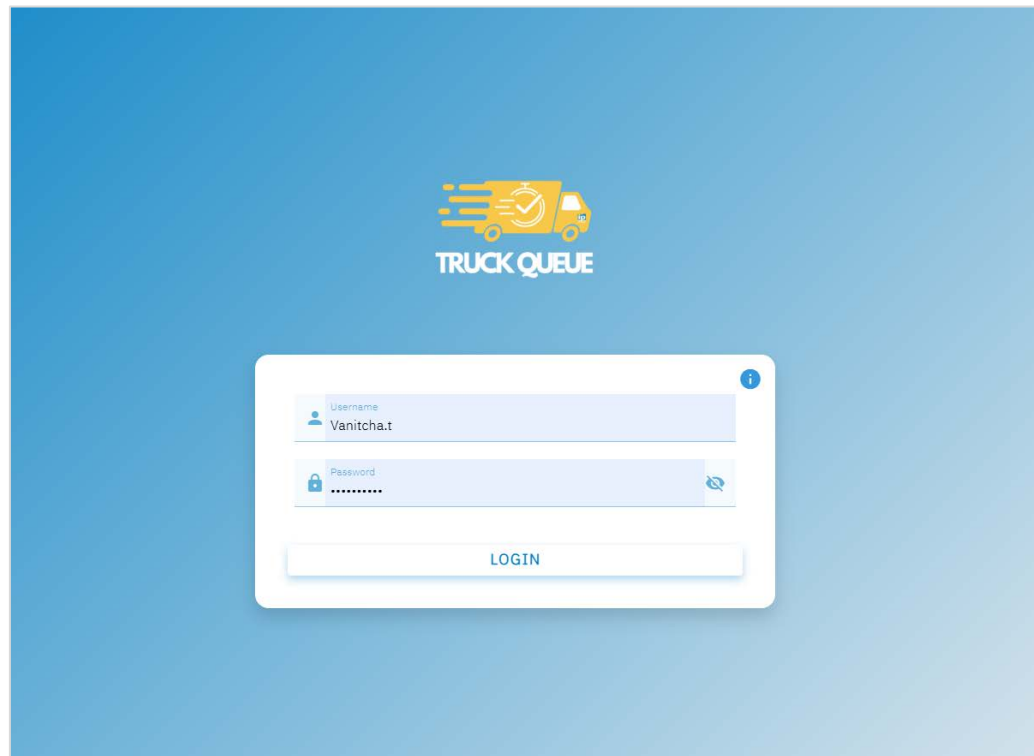 TRUCK QUEUE
Username
Vanitcha.t
Password
••••••••••
LOGIN